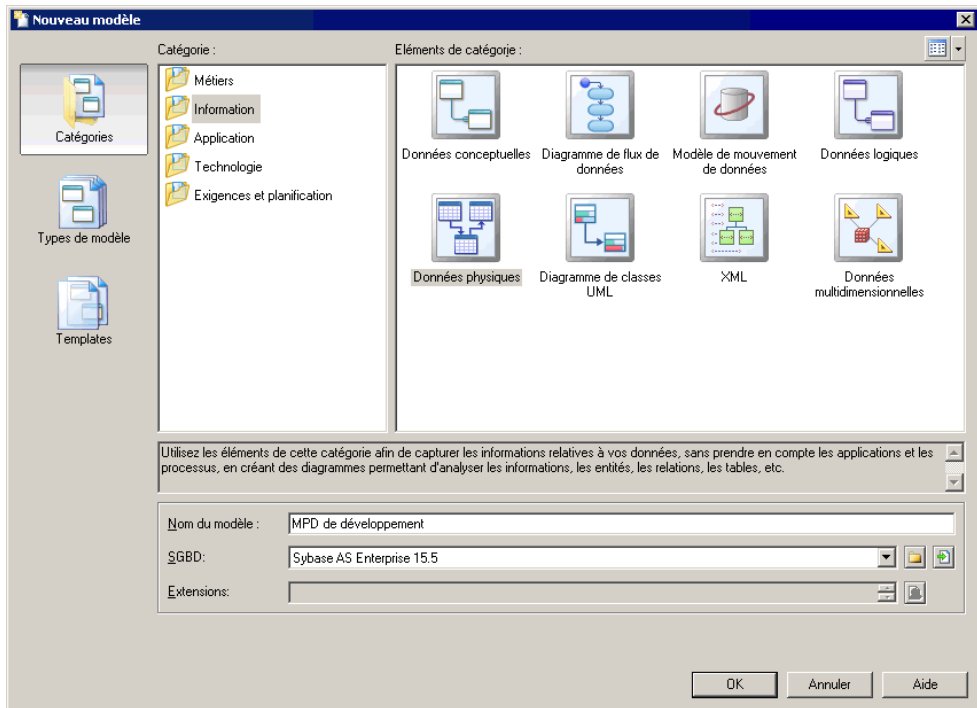 Nouveau modèle
Catégorie :
Eléments de catégorie :
Catégories
Types de modèle
Templates
Métiers
Information
Application
Technologie
Exigences et planification
Données conceptuelles
Diagramme de flux de
données
Modèle de mouvement
de données
Données logiques
Données physiques
Diagramme de classes
UML
XML
Données
multidimensionnelles
Utilisez les éléments de cette catégorie afin de capturer les informations relatives à vos données, sans prendre en compte les applications et les
processus, en créant des diagrammes permettant d'analyser les informations, les entités, les relations, les tables, etc.
Nom du modèle :
MPD de développement
SGBD:
Sybase AS Enterprise 15.5
Extensions:
OK
Annuler
Aide